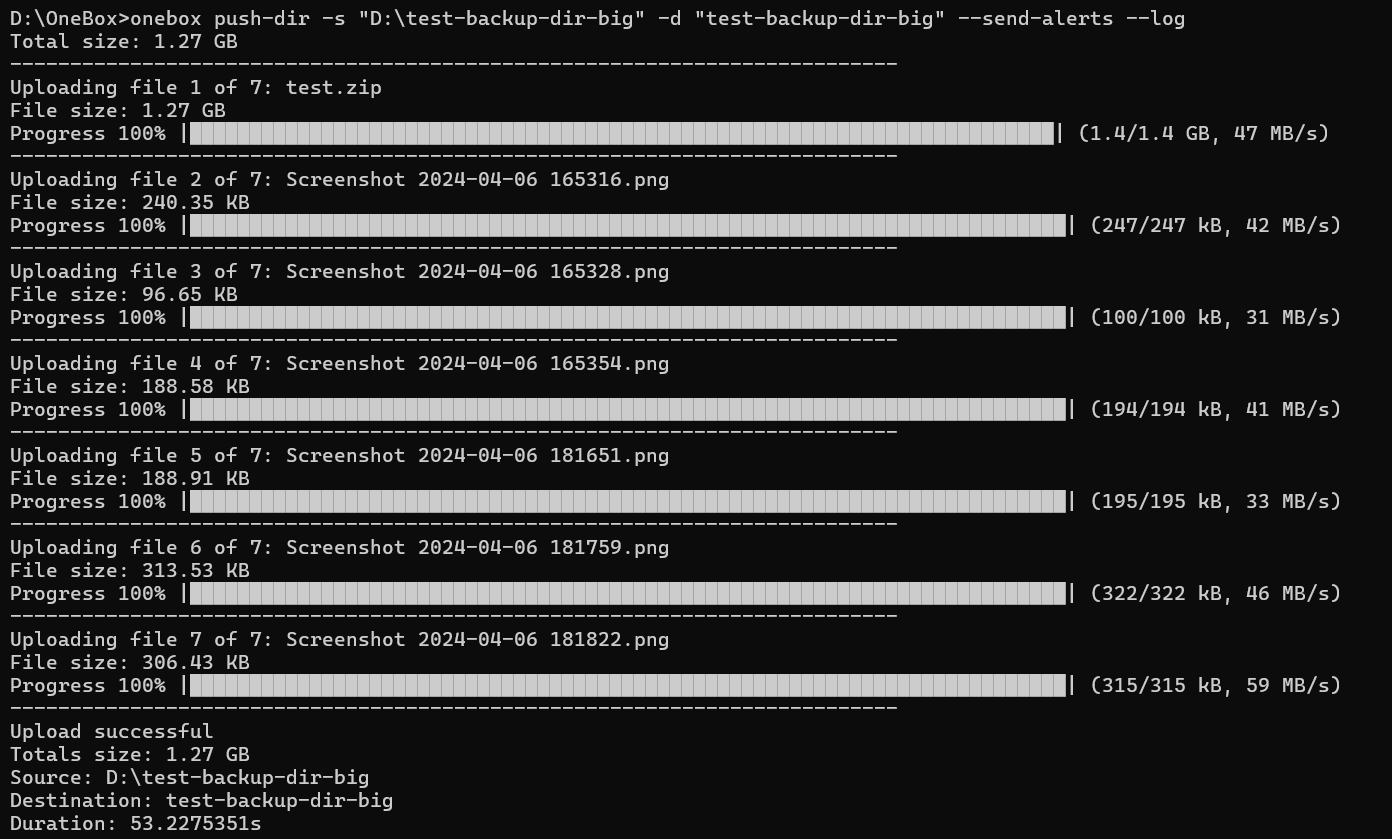 D:\OneBox>onebox push-dir -s "D:\test-backup-dir-big" -d "test-backup-dir-big" --send-alerts --log
Total size: 1.27 GB
--------------------------------------------------------------------------
Uploading file 1 of 7: test.zip
File size: 1.27 GB
Progress 100% |████████████████████████████████████████████████████████████████████████| (1.4/1.4 GB, 47 MB/s)
--------------------------------------------------------------------------
Uploading file 2 of 7: Screenshot 2024-04-06 165316.png
File size: 240.35 KB
Progress 100% |█████████████████████████████████████████████████████████████████████████| (247/247 kB, 42 MB/s)
--------------------------------------------------------------------------
Uploading file 3 of 7: Screenshot 2024-04-06 165328.png
File size: 96.65 KB
Progress 100% |█████████████████████████████████████████████████████████████████████████| (100/100 kB, 31 MB/s)
--------------------------------------------------------------------------
Uploading file 4 of 7: Screenshot 2024-04-06 165354.png
File size: 188.58 KB
Progress 100% |█████████████████████████████████████████████████████████████████████████| (194/194 kB, 41 MB/s)
--------------------------------------------------------------------------
Uploading file 5 of 7: Screenshot 2024-04-06 181651.png
File size: 188.91 KB
Progress 100% |█████████████████████████████████████████████████████████████████████████| (195/195 kB, 33 MB/s)
--------------------------------------------------------------------------
Uploading file 6 of 7: Screenshot 2024-04-06 181759.png
File size: 313.53 KB
Progress 100% |█████████████████████████████████████████████████████████████████████████| (322/322 kB, 46 MB/s)
--------------------------------------------------------------------------
Uploading file 7 of 7: Screenshot 2024-04-06 181822.png
File size: 306.43 KB
Progress 100% |█████████████████████████████████████████████████████████████████████████| (315/315 kB, 59 MB/s)
--------------------------------------------------------------------------
Upload successful
Totals size: 1.27 GB
Source: D:\test-backup-dir-big
Destination: test-backup-dir-big
Duration: 53.2275351s